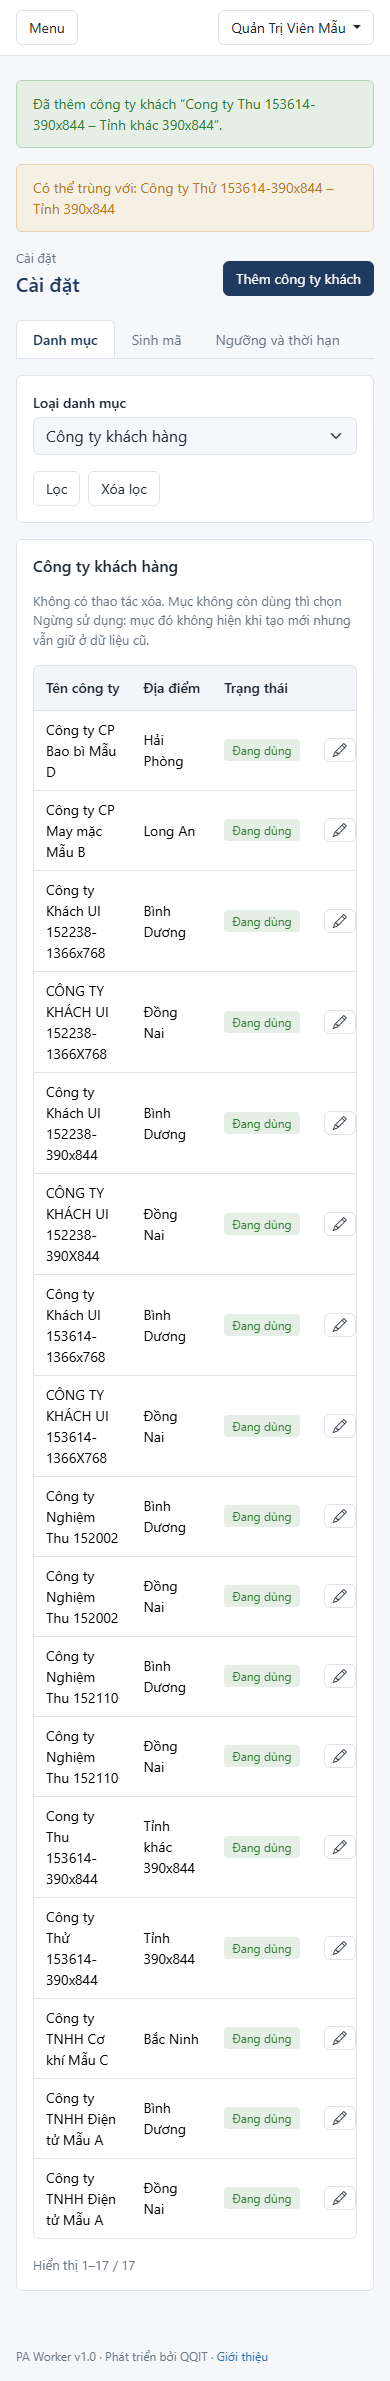 Menu
Quản Trị Viên Mẫu
Đã thêm công ty khách “Cong ty Thu 153614-
390x844 – Tỉnh khác 390x844”.
Có thể trùng với: Công ty Thử 153614-390x844 –
Tỉnh 390x844
Cài đặt
Cài đặt
Thêm công ty khách
Danh mục
Sinh mã
Ngưỡng và thời hạn
Loại danh mục
Công ty khách hàng
Lọc
Xóa lọc
Công ty khách hàng
Không có thao tác xóa. Mục không còn dùng thì chọn
Ngừng sử dụng: mục đó không hiện khi tạo mới nhưng
vẫn giữ ở dữ liệu cũ.
Tên công ty
Địa điểm
Trạng thái
Công ty CP
Bao bì Mẫu
D
Hải
Phòng
Đang dùng
Công ty CP
May mặc
Mẫu B
Long An
Đang dùng
Công ty
Khách UI
152238-
1366x768
Bình
Dương
Đang dùng
CÔNG TY
KHÁCH UI
152238-
1366X768
Đồng
Nai
Đang dùng
Công ty
Khách UI
152238-
390x844
Bình
Dương
Đang dùng
CÔNG TY
KHÁCH UI
152238-
390X844
Đồng
Nai
Đang dùng
Công ty
Khách UI
153614-
1366x768
Bình
Dương
Đang dùng
CÔNG TY
KHÁCH UI
153614-
1366X768
Đồng
Nai
Đang dùng
Công ty
Nghiệm
Thu 152002
Bình
Dương
Đang dùng
Công ty
Nghiệm
Thu 152002
Đồng
Nai
Đang dùng
Công ty
Nghiệm
Thu 152110
Bình
Dương
Đang dùng
Công ty
Nghiệm
Thu 152110
Đồng
Nai
Đang dùng
Cong ty
Thu
153614-
390x844
Tỉnh
khác
390x844
Đang dùng
Công ty
Thử
153614-
390x844
Tỉnh
390x844
Đang dùng
Công ty
TNHH Cơ
khí Mẫu C
Bắc Ninh
Đang dùng
Công ty
TNHH Điện
tử Mẫu A
Bình
Dương
Đang dùng
Công ty
TNHH Điện
tử Mẫu A
Đồng
Nai
Đang dùng
Hiển thị 1–17 / 17
PA Worker v1.0 · Phát triển bởi QQIT · Giới thiệu